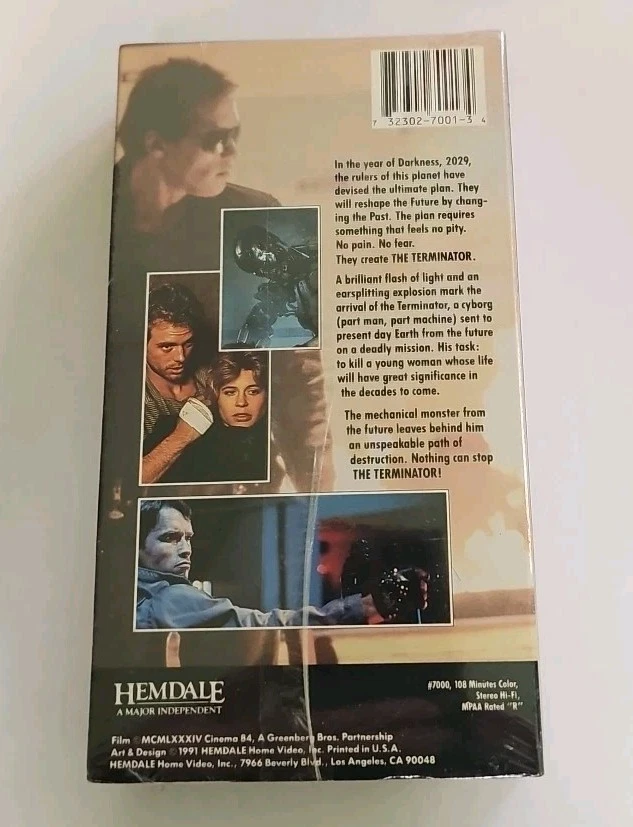 7 32302-7001-3 4
In the year of Darkness, 2029,
the rulers of this planet have
devised the ultimate plan. They
will reshape the Future by chang-
ing the Past. The plan requires
something that feels no pity.
No pain. No fear.
They create THE TERMINATOR.
A brilliant flash of light and an
earsplitting explosion mark the
arrival of the Terminator, a cyborg
(part man, part machine) sent to
present day Earth from the future
on a deadly mission. His task:
to kill a young woman whose life
will have great significance in
the decades to come.
The mechanical monster from
the future leaves behind him
an unspeakable path of
destruction. Nothing can stop
THE TERMINATOR!
HEMDALE
A MAJOR INDEPENDENT
#7000, 108 Minutes Color,
Stereo Hi-Fi,
MPAA Rated "R"
Film © MCMLXXXIV Cinema 84, A Greenberg Bros. Partnership
Art & Design © 1991 HEMDALE Home Video, Inc. Printed in U.S.A.
HEMDALE Home Video, Inc., 7966 Beverly Blvd., Los Angeles, CA 90048